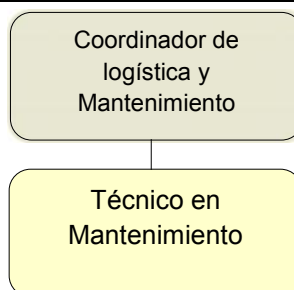 Coordinador de
logística y
Mantenimiento
Técnico en
Mantenimiento